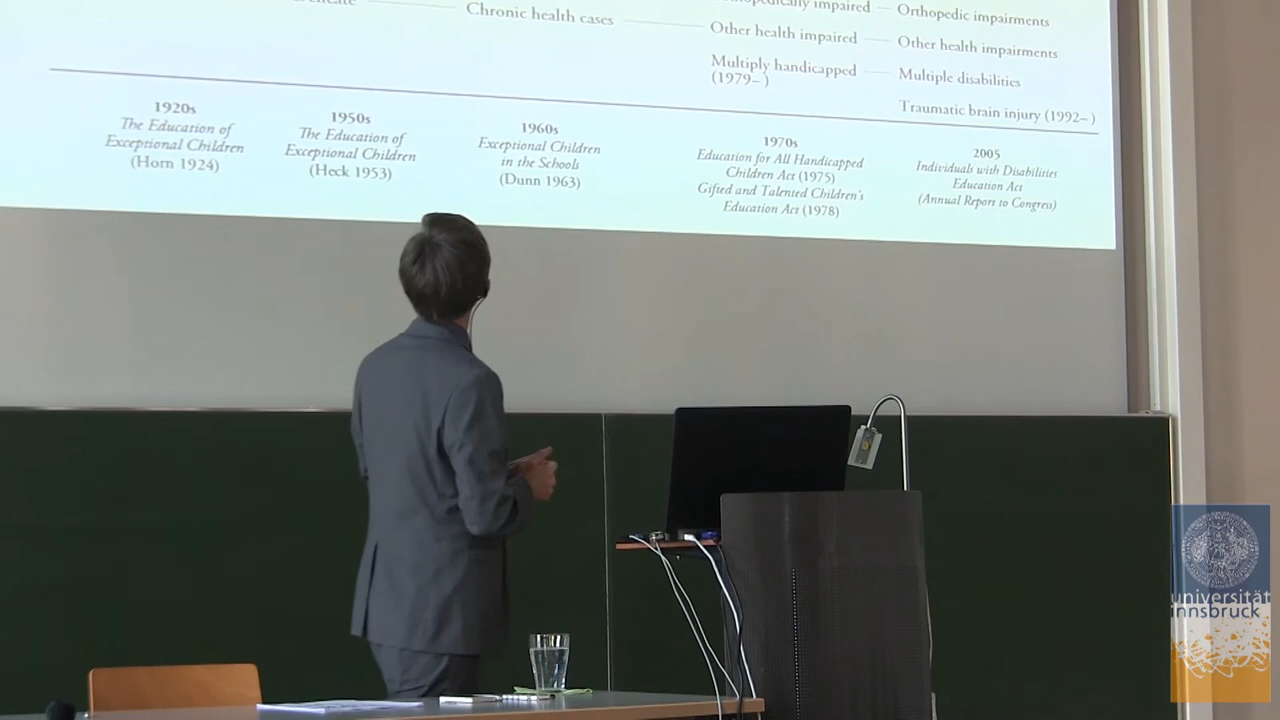 Chronic health cases
impaired
Orthopedic impairments
Other health impaired
Other health impairments
Multiply handicapped
(1979– )
Multiple disabilities
Traumatic brain injury (1992– )
1920s
The Education of
Exceptional Children
(Horn 1924)
1950s
The Education of
Exceptional Children
(Heck 1953)
1960s
Exceptional Children
in the Schools
(Dunn 1963)
1970s
Education for All Handicapped
Children Act (1975)
Gifted and Talented Children's
Education Act (1978)
2005
Individuals with Disabilities
Education Act
(Annual Report to Congress)
universität
innsbruck